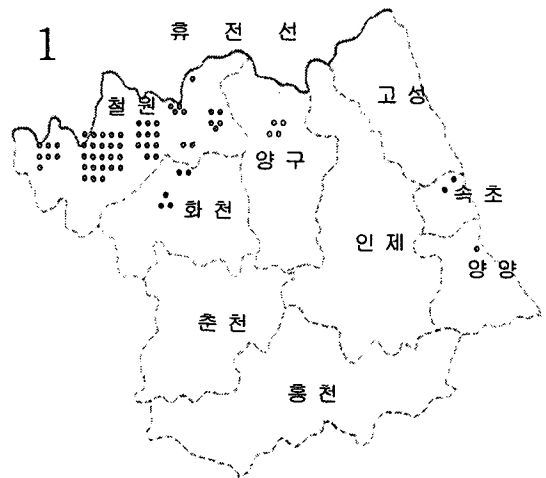 1
휴 전 선
철 원
고 성
양 구
속 초
화 천
인 제
양 양
춘 천
홍 천